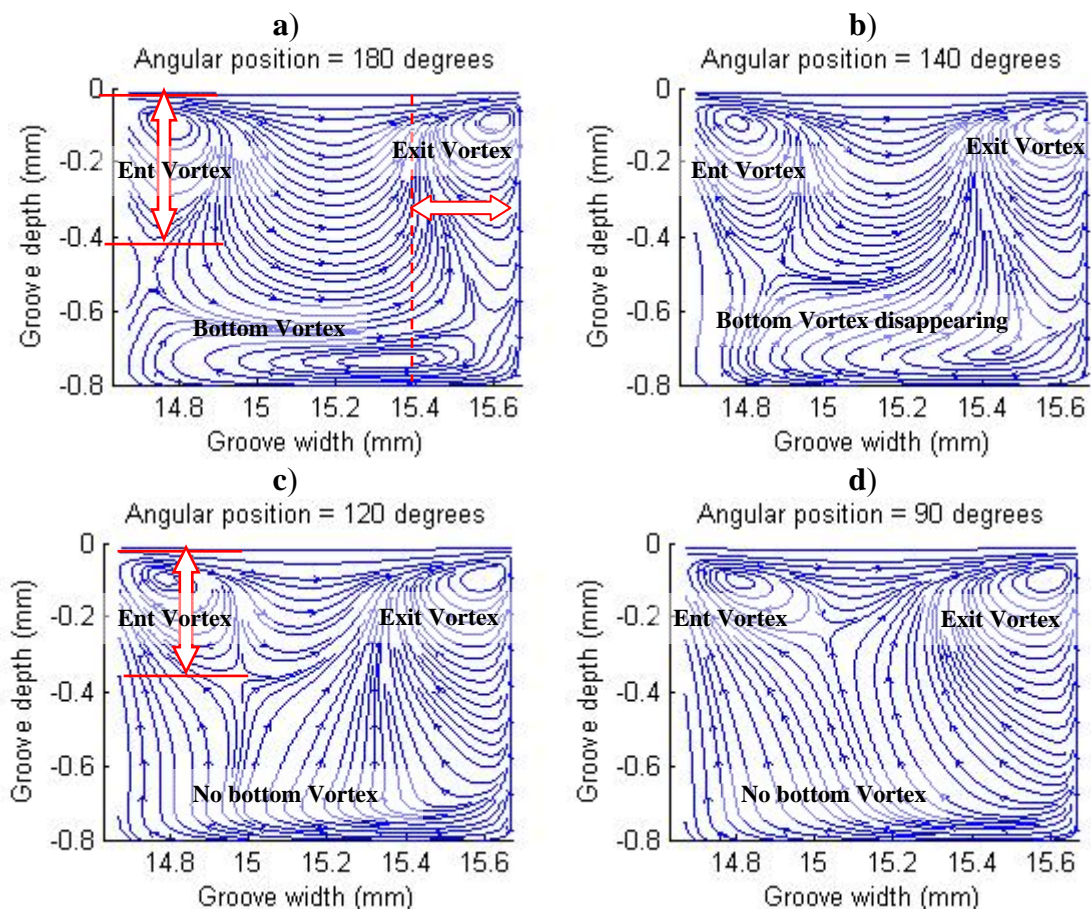 a)
Angular position = 180 degrees
0
-0.2
-0.4
-0.6
-0.8
Groove depth (mm)
Ent Vortex
Exit Vortex
Bottom Vortex
14.8 15 15.2 15.4 15.6
Groove width (mm)
b)
Angular position = 140 degrees
0
-0.2
-0.4
-0.6
-0.8
Groove depth (mm)
Ent Vortex
Exit Vortex
Bottom Vortex disappearing
14.8 15 15.2 15.4 15.6
Groove width (mm)
c)
Angular position = 120 degrees
0
-0.2
-0.4
-0.6
-0.8
Groove depth (mm)
Ent Vortex
Exit Vortex
No bottom Vortex
14.8 15 15.2 15.4 15.6
Groove width (mm)
d)
Angular position = 90 degrees
0
-0.2
-0.4
-0.6
-0.8
Groove depth (mm)
Ent Vortex
Exit Vortex
No bottom Vortex
14.8 15 15.2 15.4 15.6
Groove width (mm)